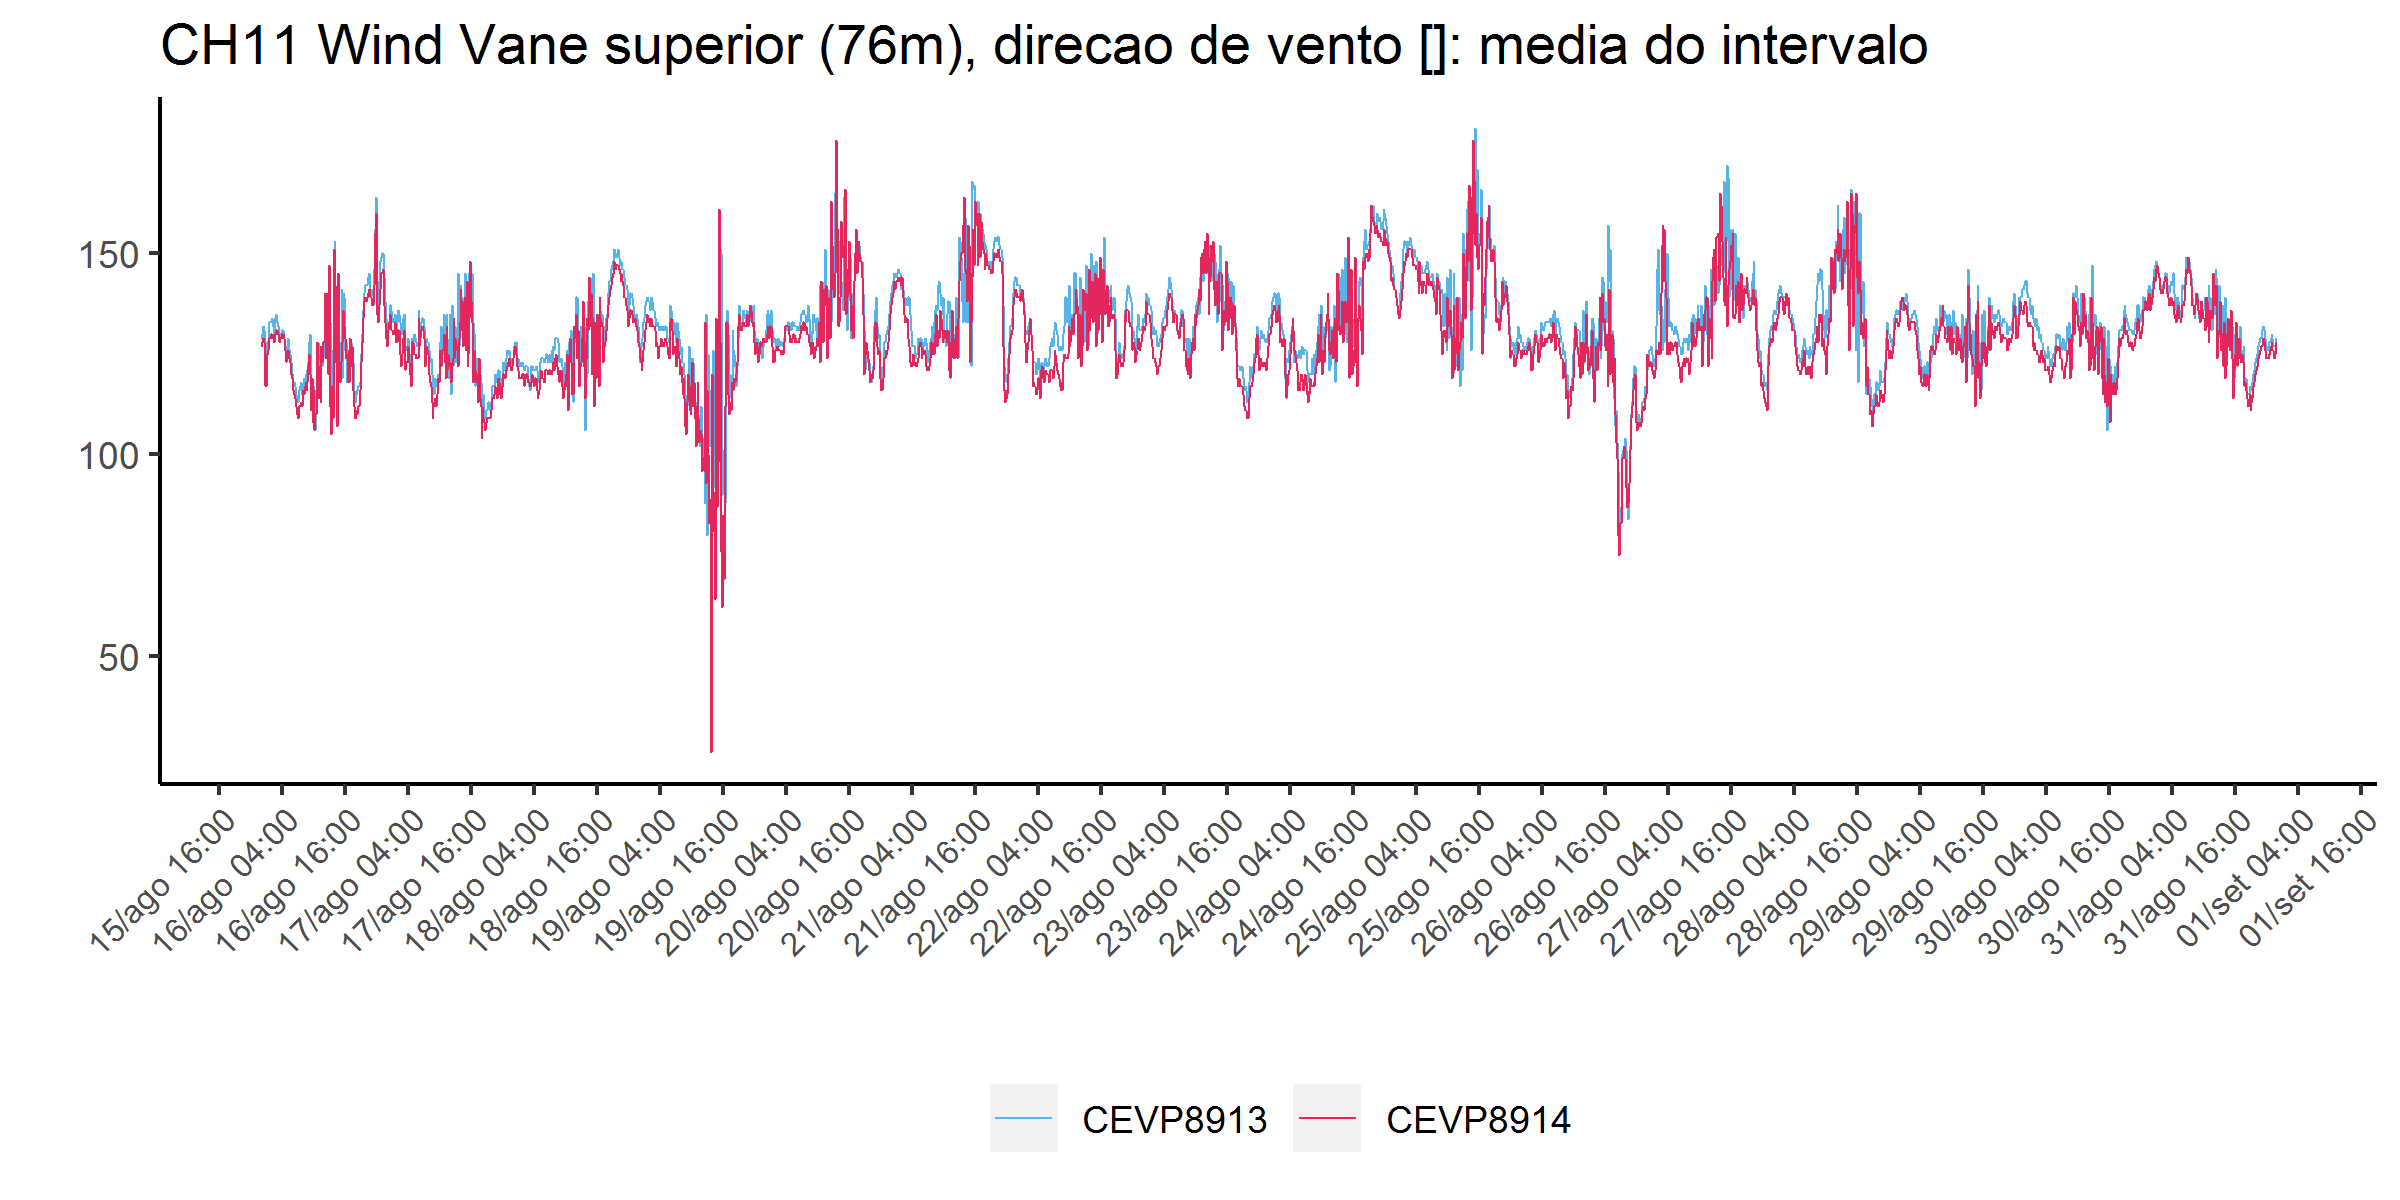 CH11 Wind Vane superior (76m), direcao de vento []: media do intervalo
150
100
50
15/ago 16:00
16/ago 04:00
16/ago 16:00
17/ago 04:00
17/ago 16:00
18/ago 04:00
18/ago 16:00
19/ago 04:00
19/ago 16:00
20/ago 04:00
20/ago 16:00
21/ago 04:00
21/ago 16:00
22/ago 04:00
22/ago 16:00
23/ago 04:00
23/ago 16:00
24/ago 04:00
24/ago 16:00
25/ago 04:00
25/ago 16:00
26/ago 04:00
26/ago 16:00
27/ago 04:00
27/ago 16:00
28/ago 04:00
28/ago 16:00
29/ago 04:00
29/ago 16:00
30/ago 04:00
30/ago 16:00
31/ago 04:00
31/ago 16:00
01/set 04:00
01/set 16:00
CEVP8913
CEVP8914